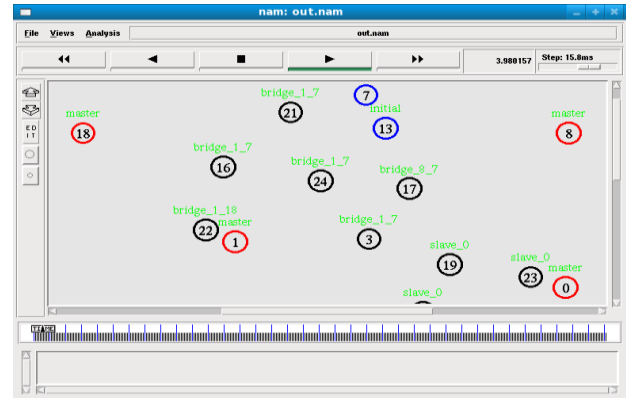 nam: out.nam
File Views Analysis out.nam
3.980157 Step: 15.8ms
bridge_1_7
7
21
initial
master
master
18
13
8
bridge_1_7
bridge_1_7
16
bridge_8_7
24
17
bridge_1_18
master
bridge_1_7
22
1
3
slave_0
19
slave_0
master
23
0
slave_0
ED
IT
TIME